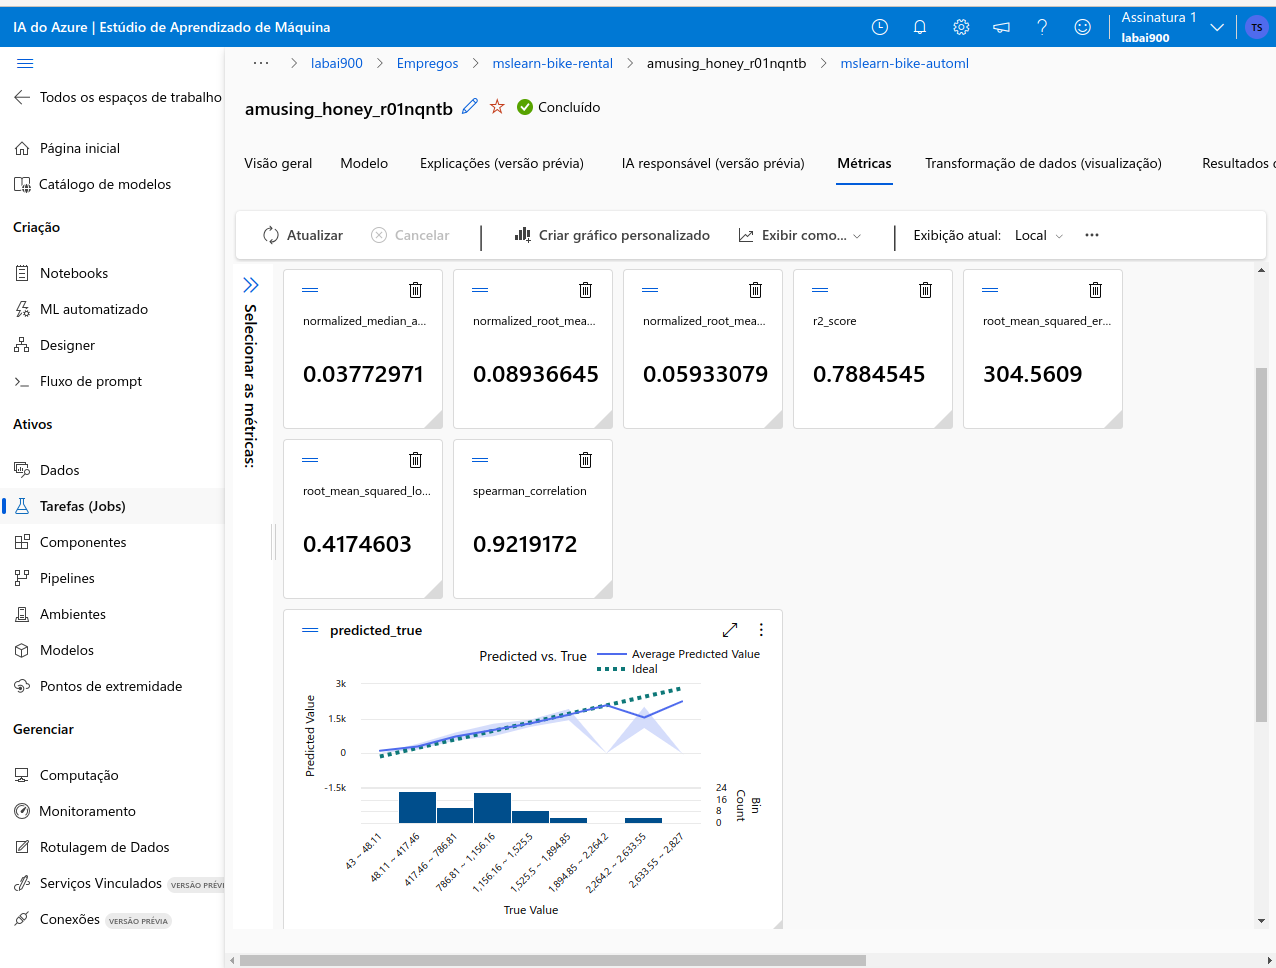 IA do Azure | Estúdio de Aprendizado de Máquina
Assinatura 1
labai900
TS
... > labai900 > Empregos > mslearn-bike-rental > amusing_honey_r01nqntb > mslearn-bike-automl
Todos os espaços de trabalho
Página inicial
Catálogo de modelos
Criação
Notebooks
ML automatizado
Designer
Fluxo de prompt
Ativos
Dados
Tarefas (Jobs)
Componentes
Pipelines
Ambientes
Modelos
Pontos de extremidade
Gerenciar
Computação
Monitoramento
Rotulagem de Dados
Serviços Vinculados VERSÃO PRÉVI
Conexões VERSÃO PRÉVIA
amusing_honey_r01nqntb Concluído
Visão geral Modelo Explicações (versão prévia) IA responsável (versão prévia) Métricas Transformação de dados (visualização) Resultados
Atualizar Cancelar | Criar gráfico personalizado Exibir como... | Exibição atual: Local ...
Selecionar as métricas:
normalized_median_a...
0.03772971
normalized_root_mea...
0.08936645
normalized_root_mea...
0.05933079
r2_score
0.7884545
root_mean_squared_er...
304.5609
root_mean_squared_lo...
0.4174603
spearman_correlation
0.9219172
predicted_true
Predicted vs. True
Average Predicted Value
Ideal
Predicted Value
3k
1.5k
0
-1.5k
24
16
8
0
Bin
Count
43 ~ 48.11
48.11 ~ 417.46
417.46 ~ 786.81
786.81 ~ 1,156.16
1,156.16 ~ 1,525.5
1,525.5 ~ 1,894.85
1,894.85 ~ 2,264.2
2,264.2 ~ 2,633.55
2,633.55 ~ 2,827
True Value